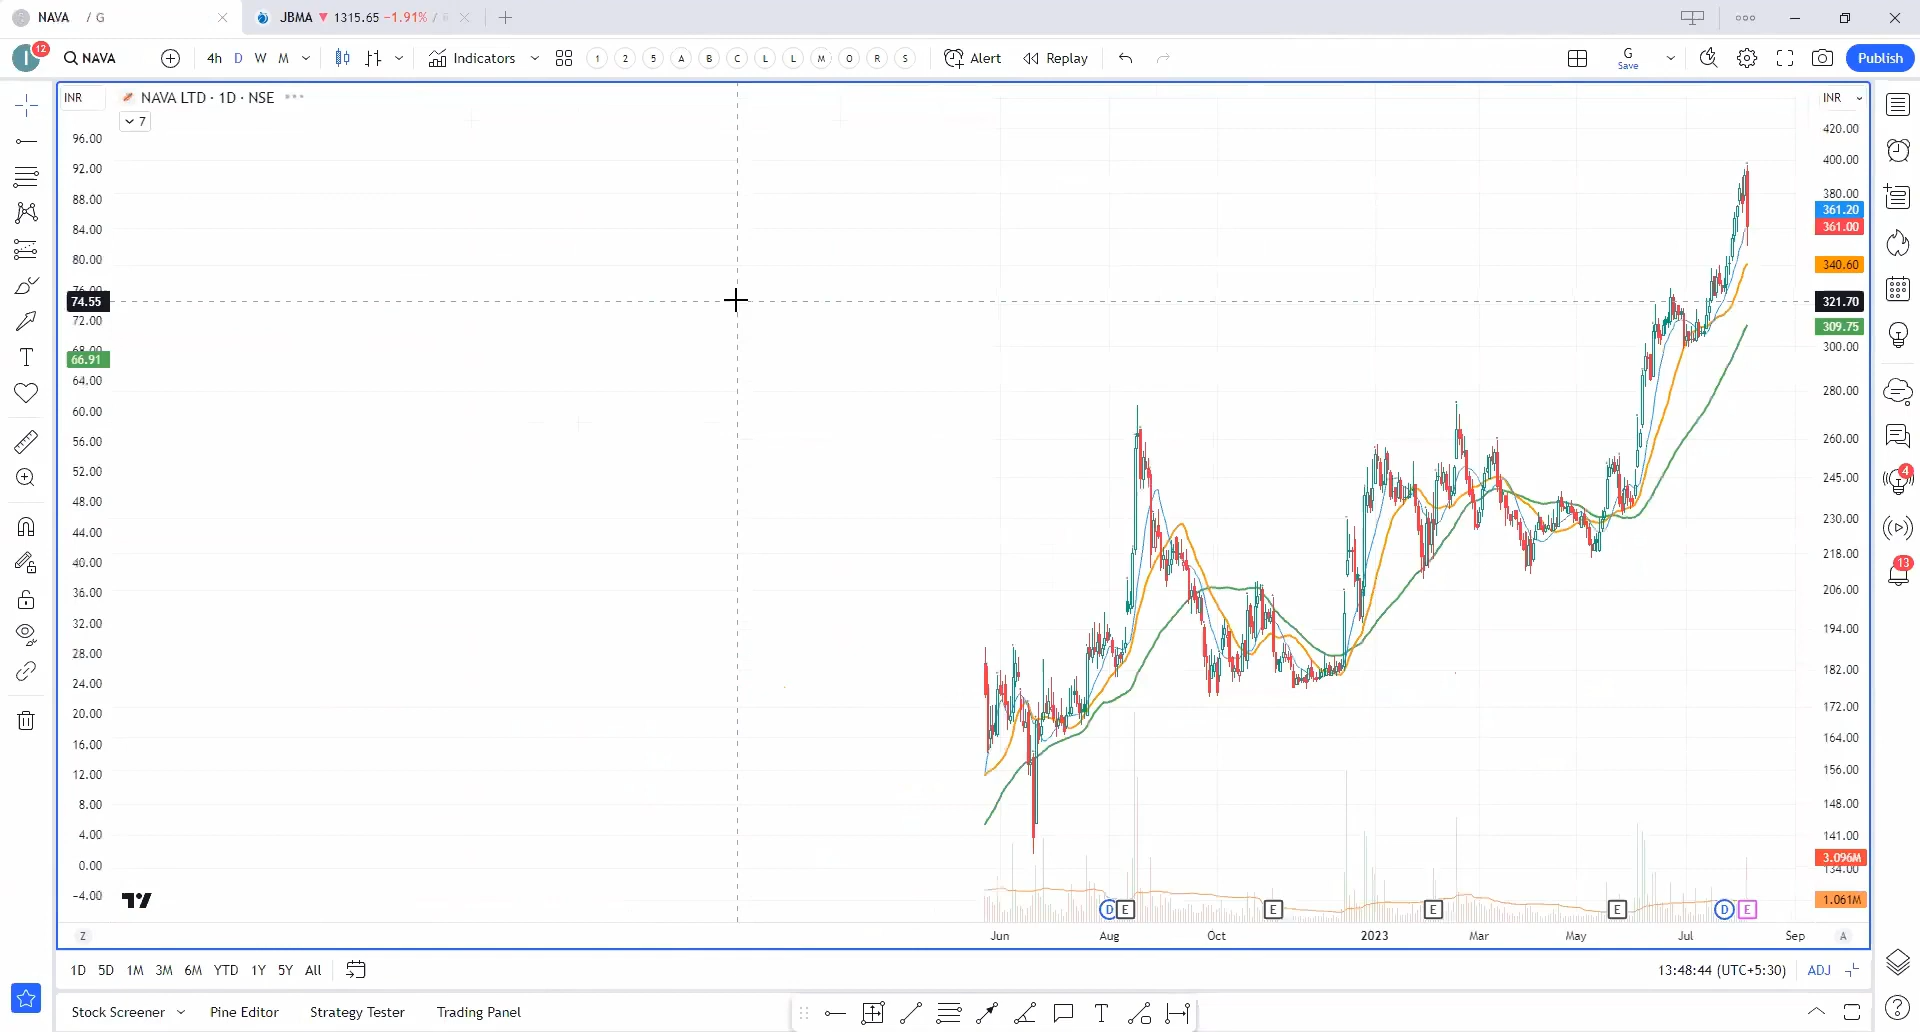 NAVA / G
JBMA ▼ 1315.65 −1.91% /
12
NAVA
4h D W M
Indicators
1 2 5 A B C L L M O R S
Alert
Replay
G
Save
Publish
INR
NAVA LTD · 1D · NSE
7
INR
96.00
92.00
88.00
84.00
80.00
74.55
72.00
66.91
64.00
60.00
56.00
52.00
48.00
44.00
40.00
36.00
32.00
28.00
24.00
20.00
16.00
12.00
8.00
4.00
0.00
−4.00
420.00
400.00
380.00
361.20
361.00
340.60
321.70
309.75
300.00
280.00
260.00
245.00
230.00
218.00
206.00
194.00
182.00
172.00
164.00
156.00
148.00
141.00
3.096M
134.00
1.061M
4
13
D E E E E D E
Z
Jun Aug Oct 2023 Mar May Jul Sep
A
1D 5D 1M 3M 6M YTD 1Y 5Y All
13:48:44 (UTC+5:30)
ADJ
Stock Screener
Pine Editor
Strategy Tester
Trading Panel